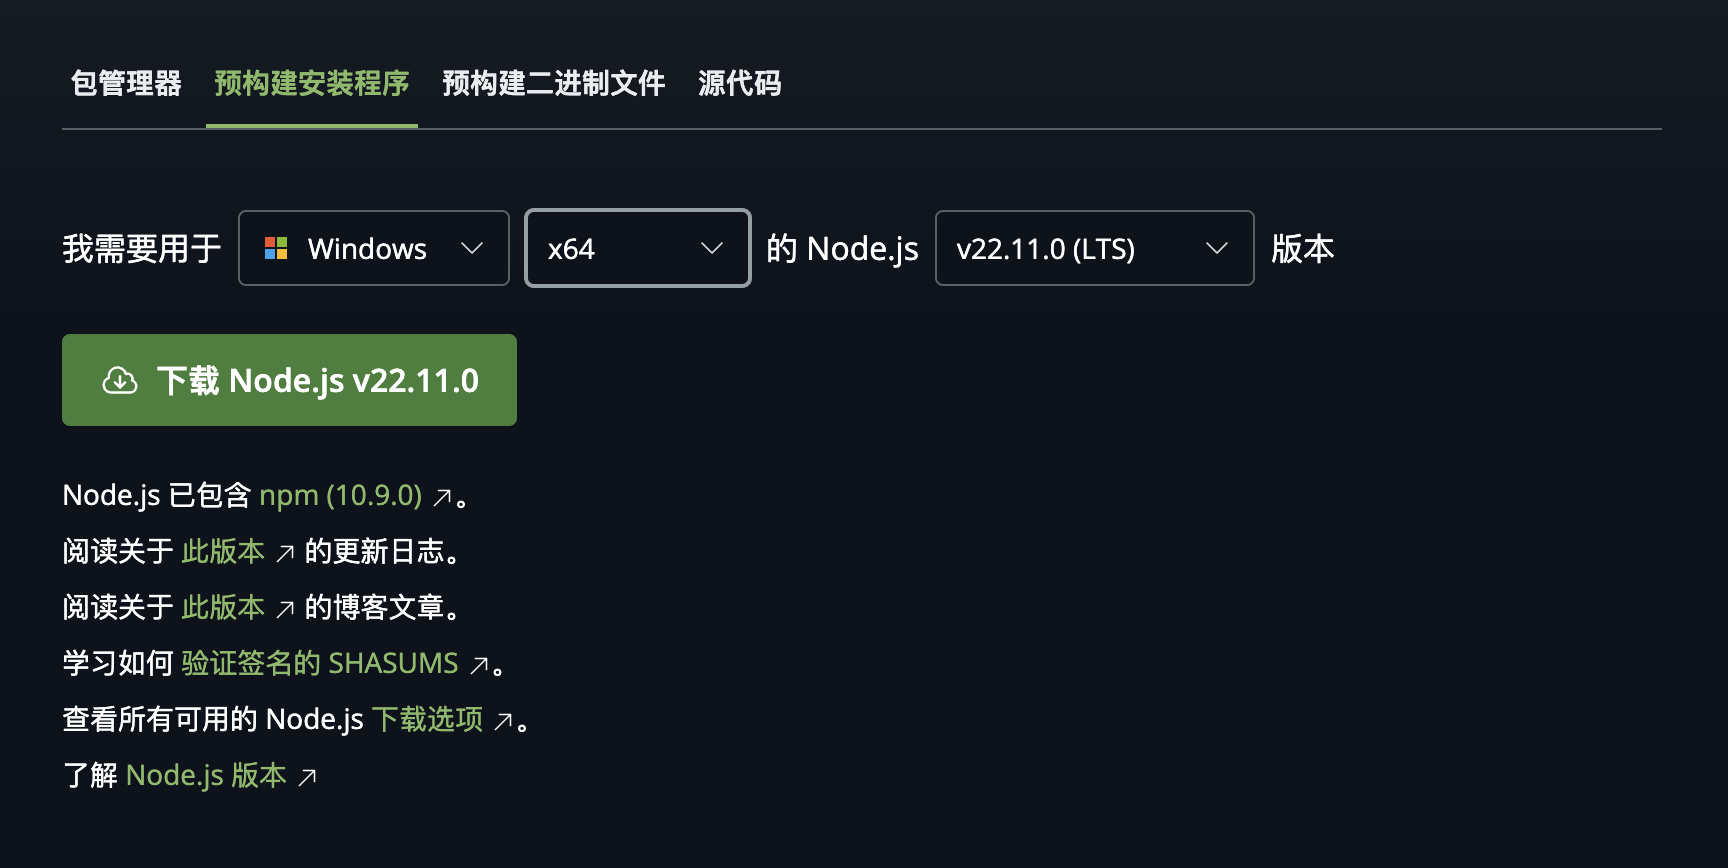 包管理器 预构建安装程序 预构建二进制文件 源代码
我需要用于 Windows x64 的 Node.js v22.11.0 (LTS) 版本
下载 Node.js v22.11.0
Node.js 已包含 npm (10.9.0) ↗。
阅读关于 此版本 ↗ 的更新日志。
阅读关于 此版本 ↗ 的博客文章。
学习如何 验证签名的 SHASUMS ↗。
查看所有可用的 Node.js 下载选项 ↗。
了解 Node.js 版本 ↗